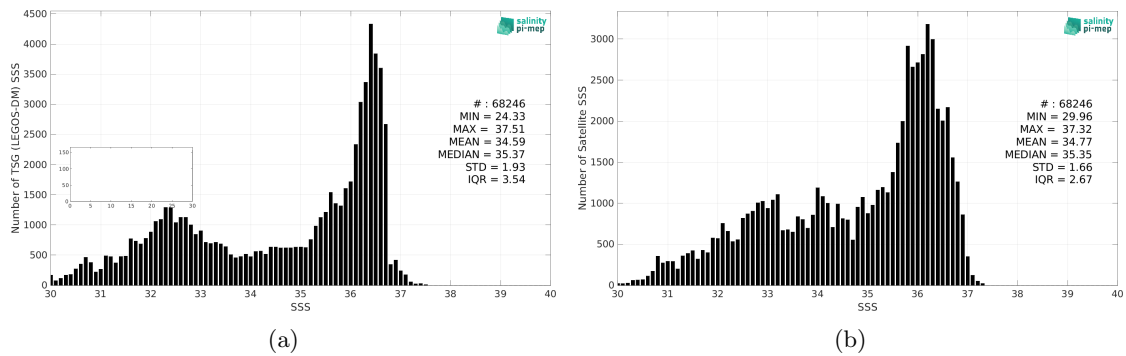 4500
4000
3500
3000
2500
2000
1500
1000
500
0
Number of TSG (LEGOS-DM) SSS
150
100
50
0
0 5 10 15 20 25 30
salinity
pi-mep
# : 68246
MIN = 24.33
MAX = 37.51
MEAN = 34.59
MEDIAN = 35.37
STD = 1.93
IQR = 3.54
30 31 32 33 34 35 36 37 38 39 40
SSS
(a)
3000
2500
2000
1500
1000
500
0
Number of Satellite SSS
salinity
pi-mep
# : 68246
MIN = 29.96
MAX = 37.32
MEAN = 34.77
MEDIAN = 35.35
STD = 1.66
IQR = 2.67
30 31 32 33 34 35 36 37 38 39 40
SSS
(b)